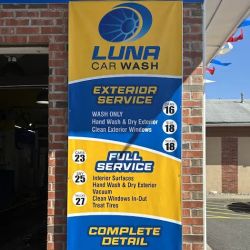 LUNA
CAR WASH
EXTERIOR
SERVICE
16
WASH ONLY
Hand Wash & Dry Exterior
Clean Exterior Windows
18
18
FULL
SERVICE
23
25
27
Interior Surfaces
Hand Wash & Dry Exterior
Vacuum
Clean Windows In-Out
Treat Tires
COMPLETE
DETAIL